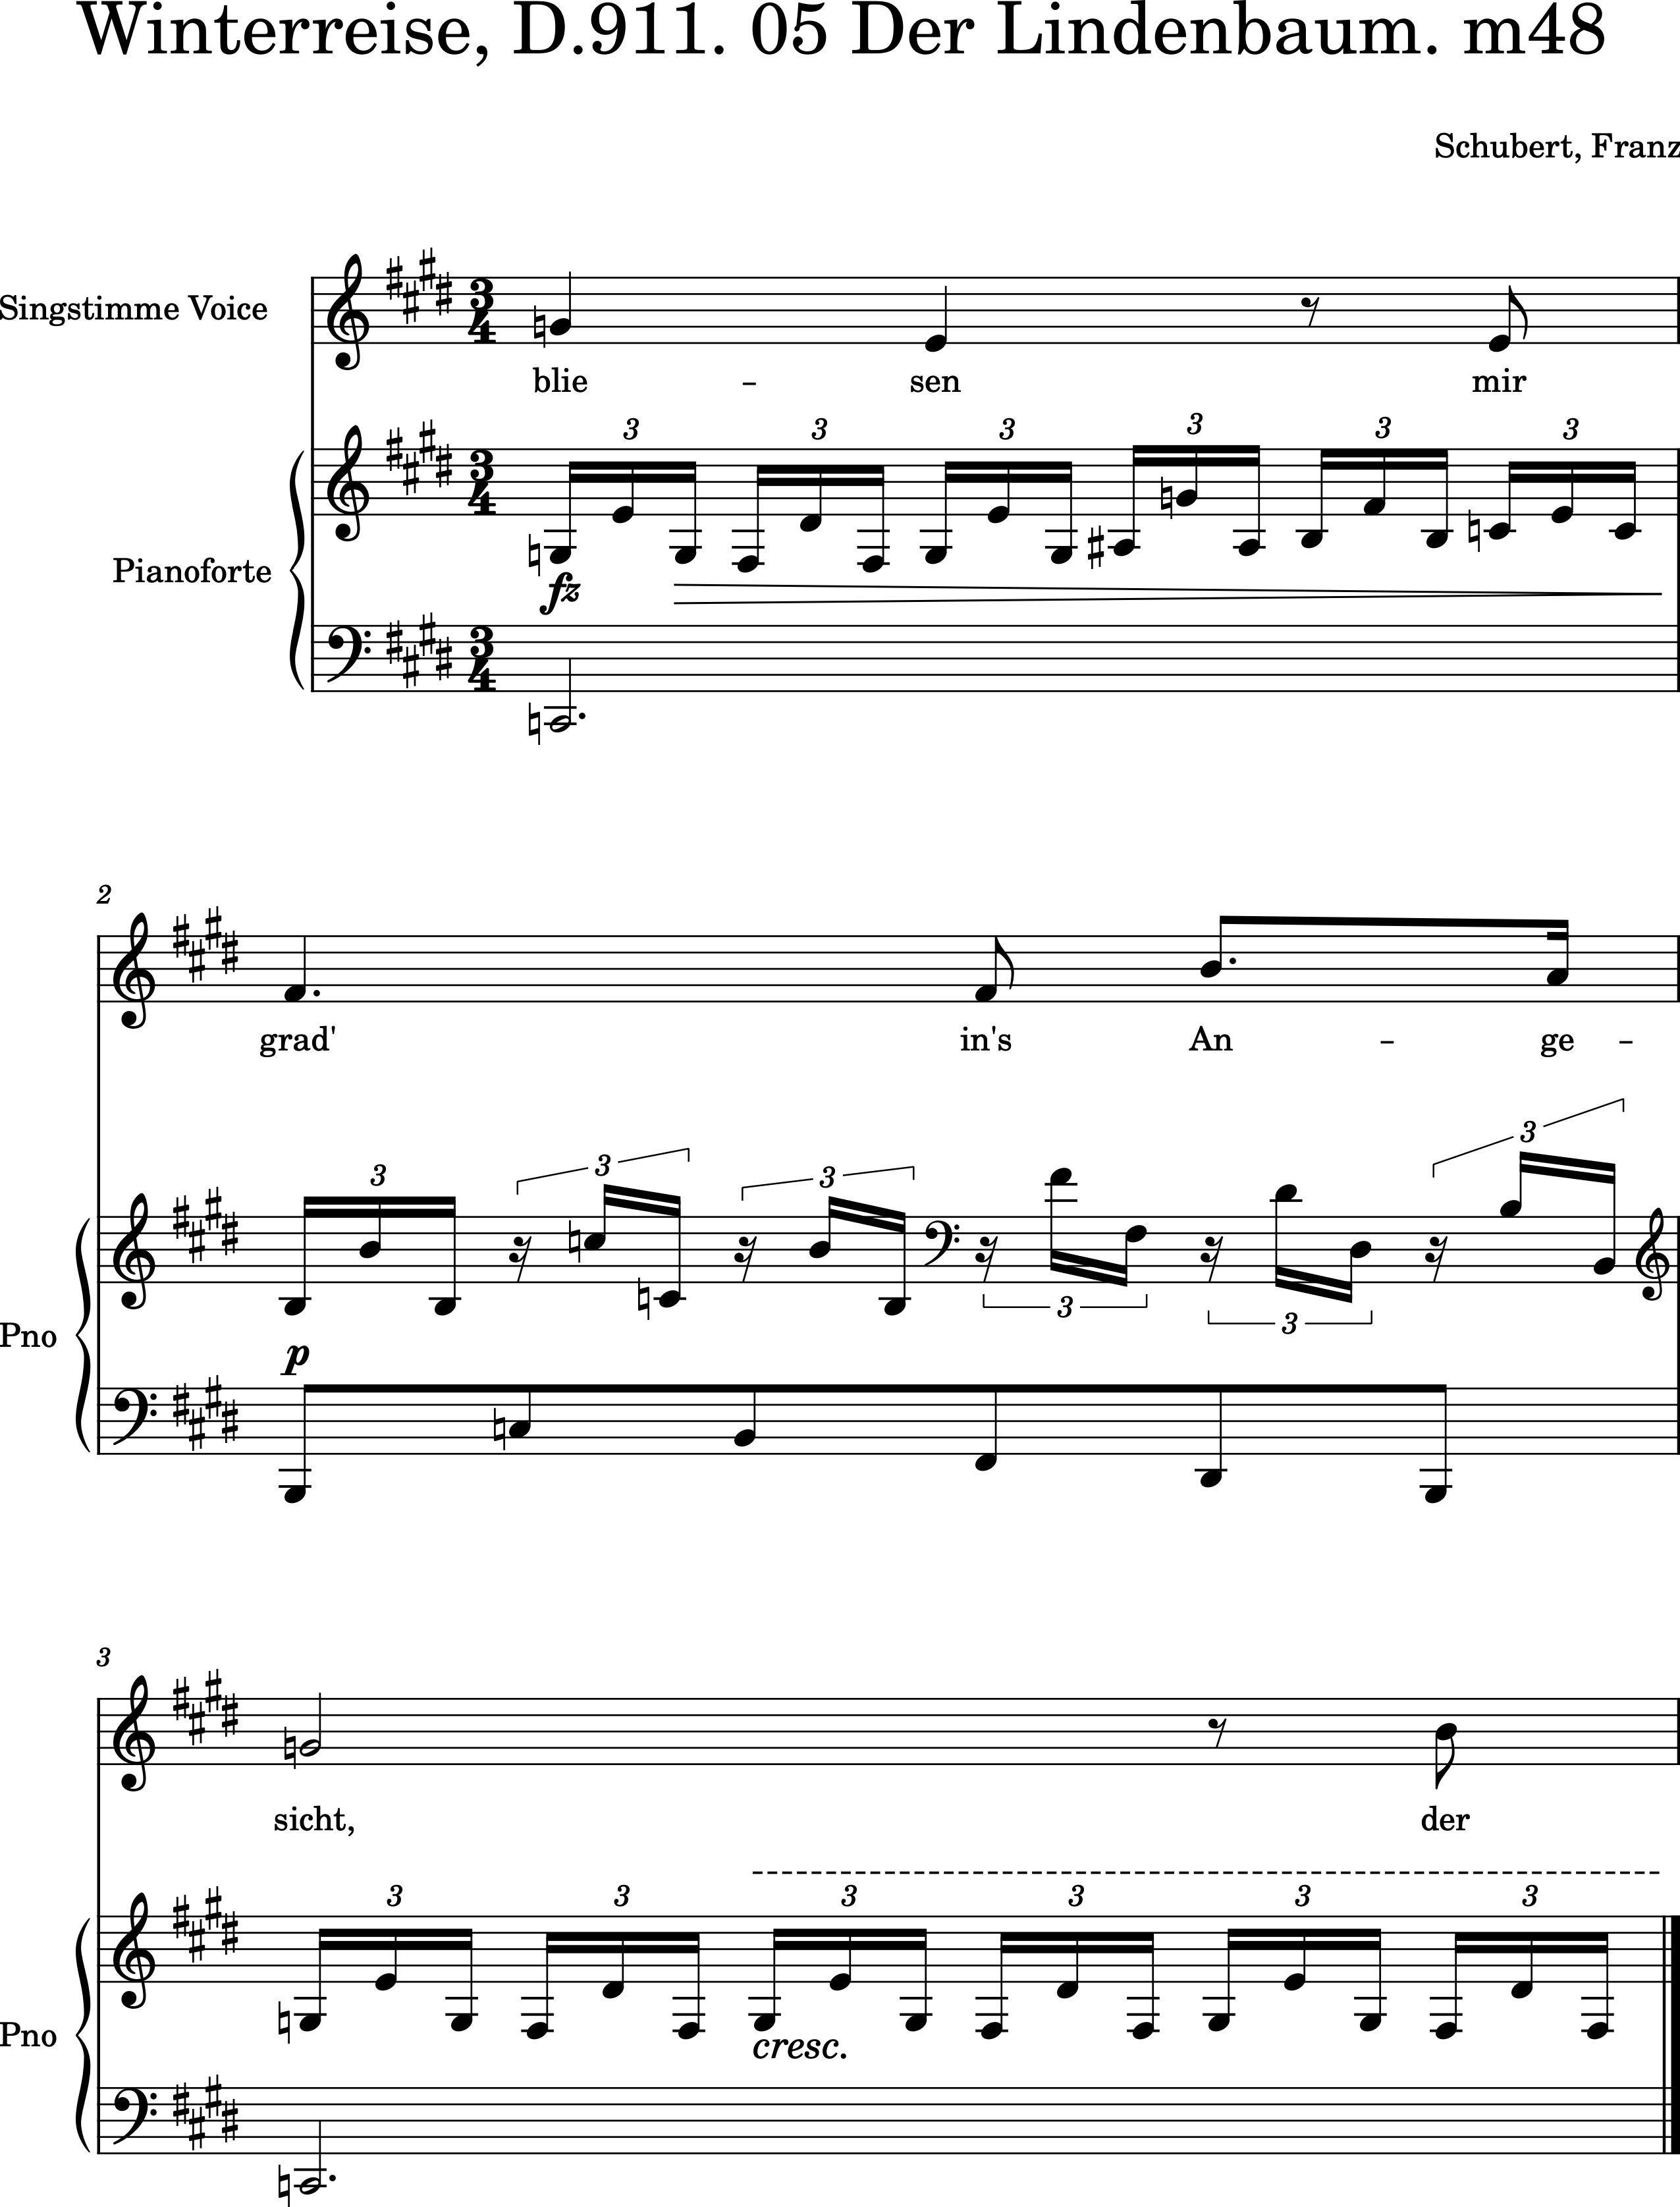 Winterreise, D.911. 05 Der Lindenbaum. m48
Schubert, Franz
Singstimme Voice
blie - sen mir
3 3 3 3 3 3
Pianoforte
fz
2
grad' in's An - ge -
3 3 3 3 3 3
Pno
p
3
sicht, der
3 3 3 3 3 3
Pno
cresc.